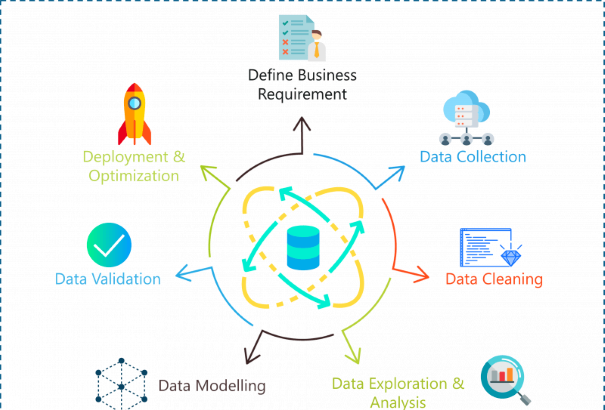 Define Business
Requirement
Data Collection
Data Cleaning
Data Exploration &
Analysis
Data Modelling
Data Validation
Deployment &
Optimization